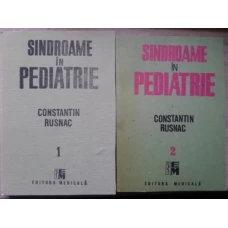 SINDROAME
ÎN
PEDIATRIE
CONSTANTIN
RUSNAC
1
EDITURA MEDICALĂ
SINDROAME
ÎN
PEDIATRIE
CONSTANTIN
RUSNAC
2
EDITURA MEDICALĂ